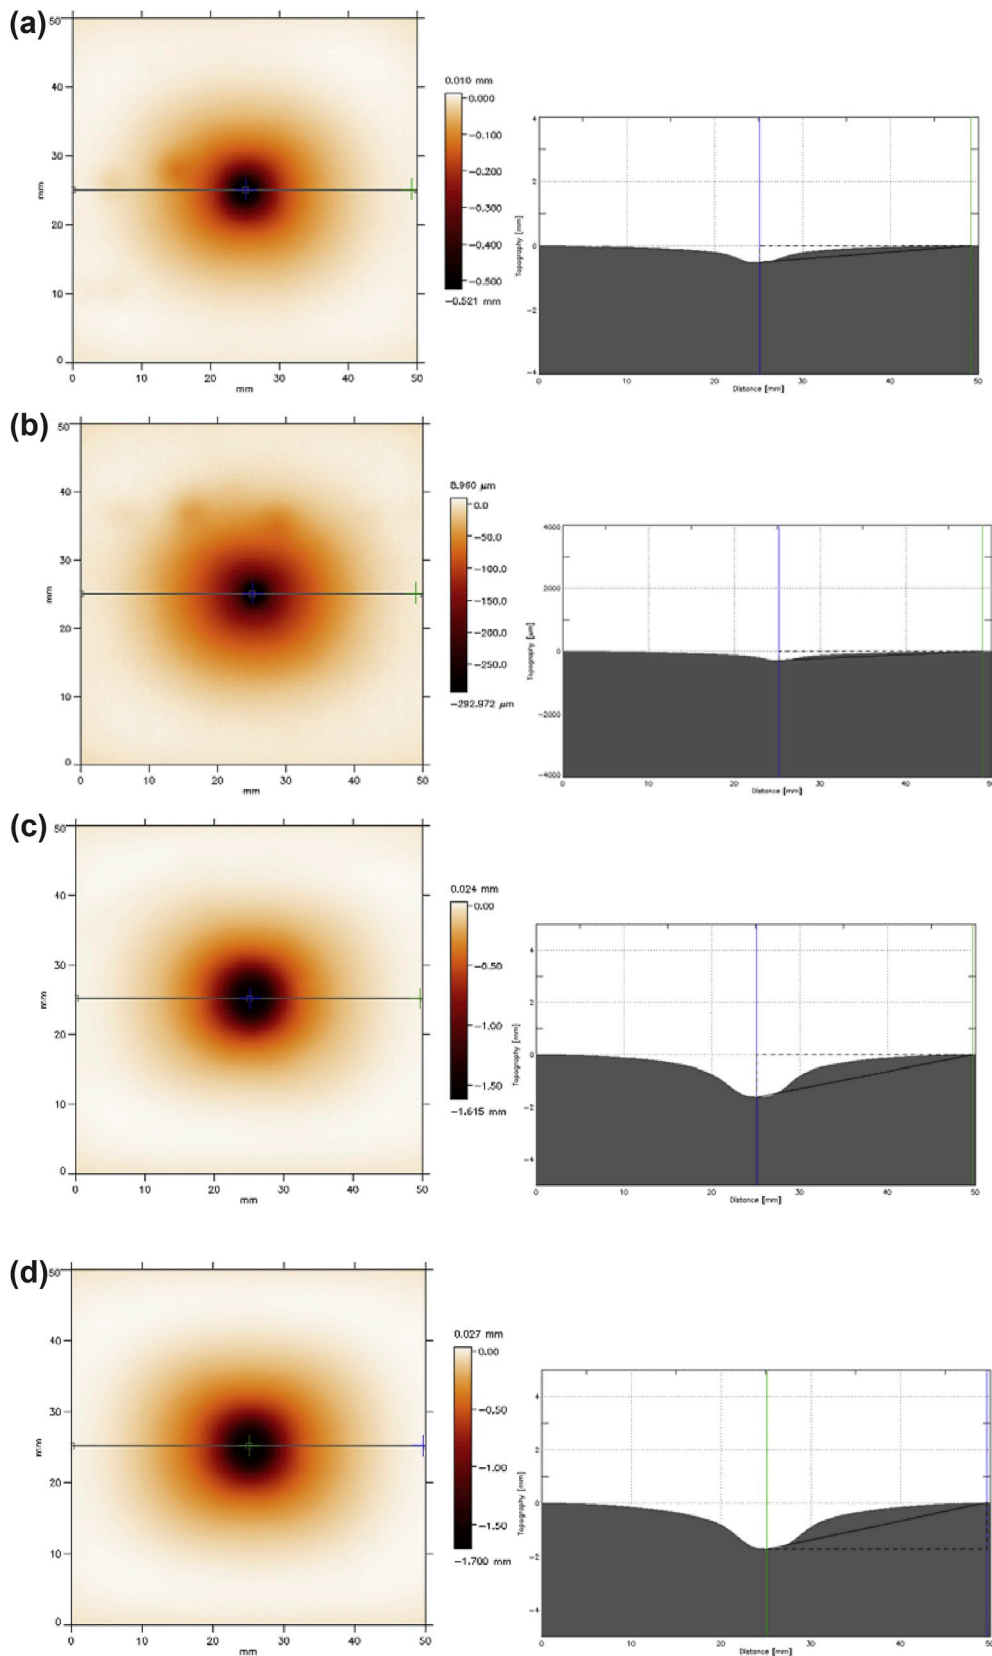 (a)
50
40
30
20
10
0
mm
0 10 20 30 40 50
mm
0.010 mm
0.000
-0.100
-0.200
-0.300
-0.400
-0.500
-0.521 mm
4
2
0
-2
-4
Topography [mm]
0 10 20 30 40 50
Distance [mm]
(b)
50
40
30
20
10
0
mm
0 10 20 30 40 50
mm
8.960 μm
0.0
-50.0
-100.0
-150.0
-200.0
-250.0
-292.972 μm
4000
2000
0
-2000
-4000
Topography [μm]
0 10 20 30 40 50
Distance [mm]
(c)
50
40
30
20
10
0
mm
0 10 20 30 40 50
mm
0.024 mm
0.00
-0.50
-1.00
-1.50
-1.615 mm
4
2
0
-2
-4
Topography [mm]
0 10 20 30 40 50
Distance [mm]
(d)
50
40
30
20
10
0
mm
0 10 20 30 40 50
mm
0.027 mm
0.00
-0.50
-1.00
-1.50
-1.700 mm
4
2
0
-2
-4
Topography [mm]
0 10 20 30 40 50
Distance [mm]